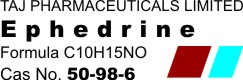 TAJ PHARMACEUTICALS LIMITED
Ephedrine
Formula C10H15NO
Cas No. 50-98-6